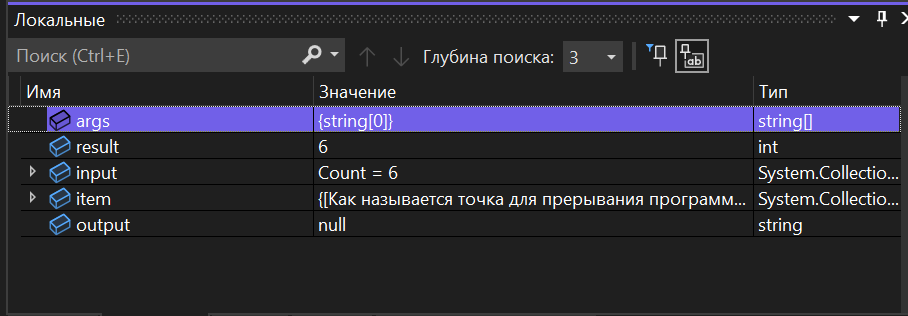 Локальные
Поиск (Ctrl+E) Глубина поиска: 3
Имя Значение Тип
args {string[0]} string[]
result 6 int
input Count = 6 System.Collectio...
item {[Как называется точка для прерывания программ... System.Collectio...
output null string